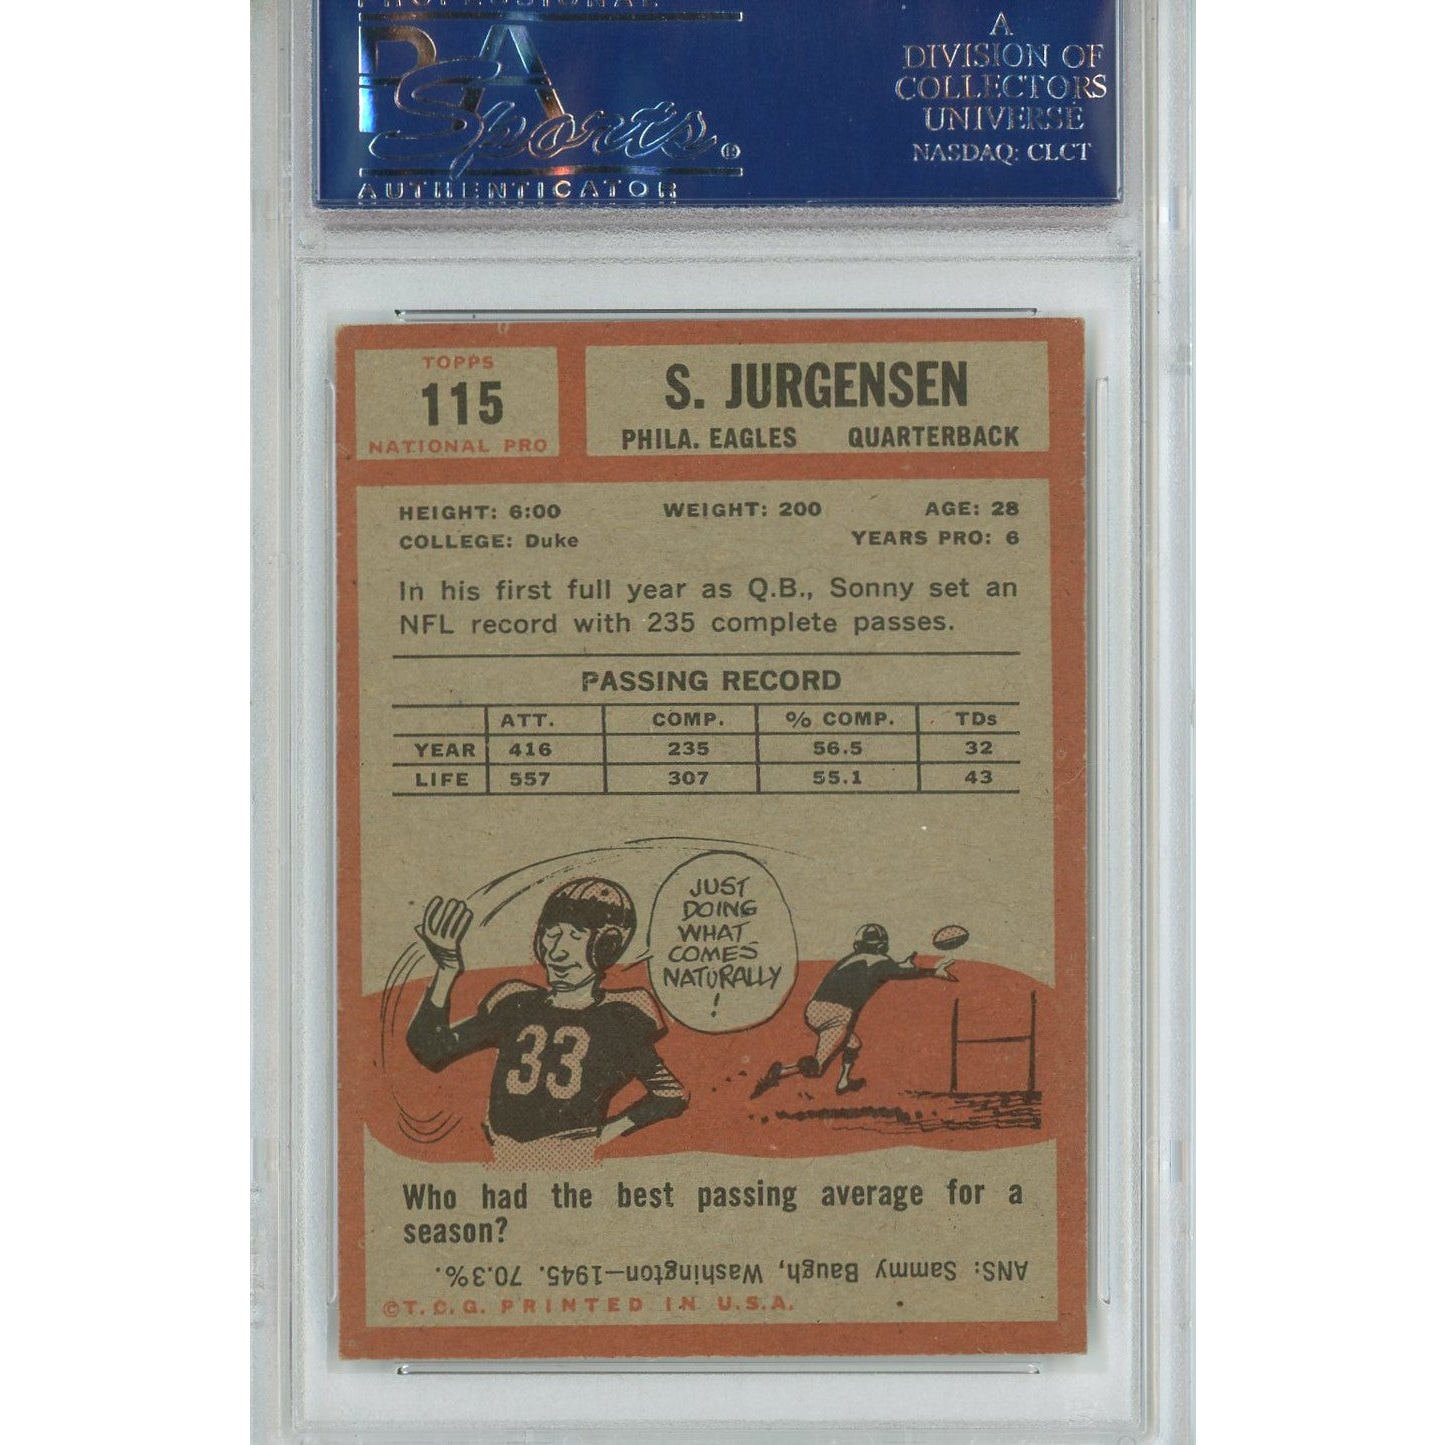 PROFESSIONAL
PSA
Sports®
AUTHENTICATOR
A
DIVISION OF
COLLECTORS
UNIVERSE
NASDAQ: CLCT
TOPPS
115
NATIONAL PRO
S. JURGENSEN
PHILA. EAGLES QUARTERBACK
HEIGHT: 6:00 WEIGHT: 200 AGE: 28
COLLEGE: Duke YEARS PRO: 6
In his first full year as Q.B., Sonny set an
NFL record with 235 complete passes.
PASSING RECORD
ATT. COMP. % COMP. TDs
YEAR 416 235 56.5 32
LIFE 557 307 55.1 43
JUST
DOING
WHAT
COMES
NATURALLY
!
33
Who had the best passing average for a
season?
ANS: Sammy Baugh, Washington—1945. 70.3%.
©T.C.G. PRINTED IN U.S.A.